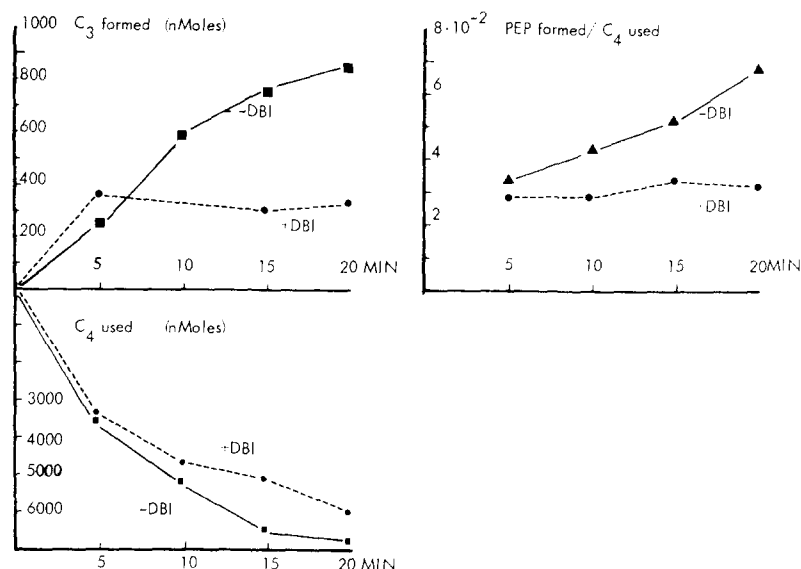 C3 formed (nMoles)
1000
800
600
400
200
-DBI
+DBI
5 10 15 20 MIN
C4 used (nMoles)
3000
4000
5000
6000
+DBI
-DBI
5 10 15 20 MIN
PEP formed/ C4 used
8·10-2
6
4
2
-DBI
·DBI
5 10 15 20MIN